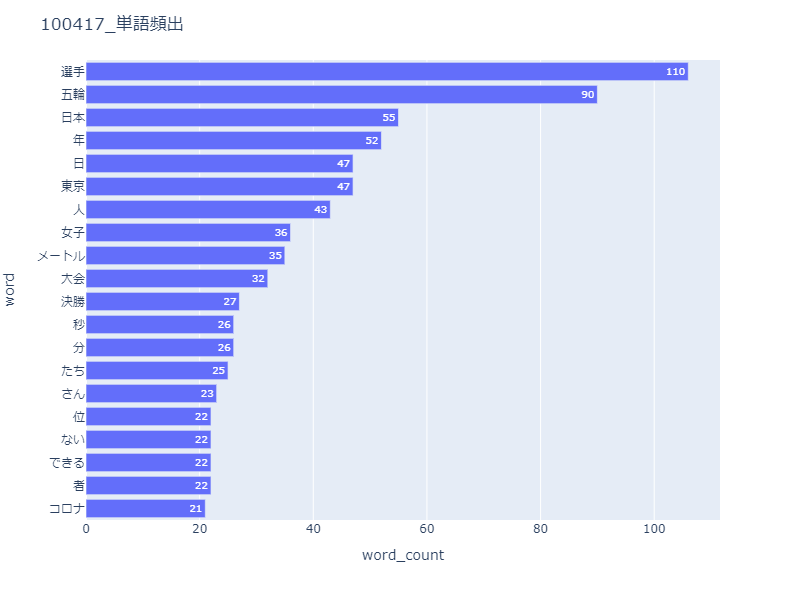 100417_単語頻出
選手 110
五輪 90
日本 55
年 52
日 47
東京 47
人 43
女子 36
メートル 35
大会 32
決勝 27
秒 26
分 26
たち 25
さん 23
位 22
ない 22
できる 22
者 22
コロナ 21
0 20 40 60 80 100
word_count
word